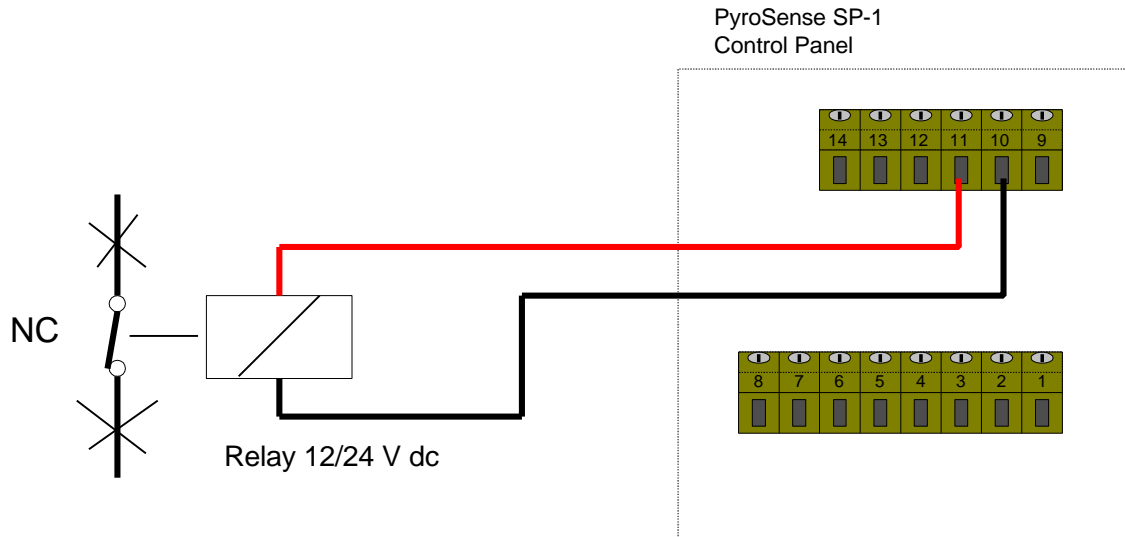 PyroSense SP-1
Control Panel
14 13 12 11 10 9
NC
8 7 6 5 4 3 2 1
Relay 12/24 V dc